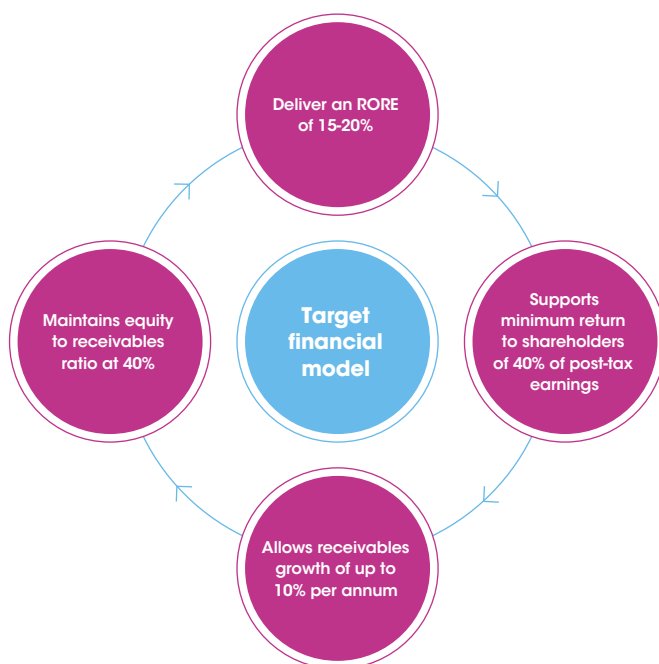 Deliver an RORE
of 15-20%
Supports
minimum return
to shareholders
of 40% of post-tax
earnings
Allows receivables
growth of up to
10% per annum
Maintains equity
to receivables
ratio at 40%
Target
financial
model